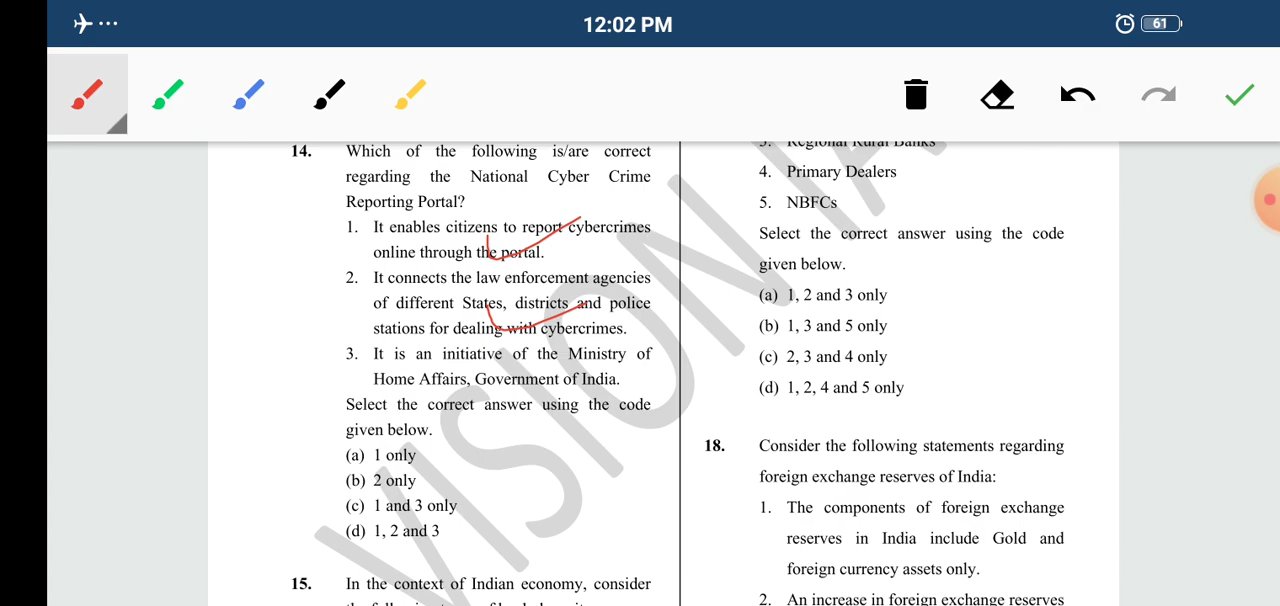 12:02 PM
61
14. Which of the following is/are correct
regarding the National Cyber Crime
Reporting Portal?
1. It enables citizens to report cybercrimes
online through the portal.
2. It connects the law enforcement agencies
of different States, districts and police
stations for dealing with cybercrimes.
3. It is an initiative of the Ministry of
Home Affairs, Government of India.
Select the correct answer using the code
given below.
(a) 1 only
(b) 2 only
(c) 1 and 3 only
(d) 1, 2 and 3
15. In the context of Indian economy, consider
3. Regional Rural Banks
4. Primary Dealers
5. NBFCs
Select the correct answer using the code
given below.
(a) 1, 2 and 3 only
(b) 1, 3 and 5 only
(c) 2, 3 and 4 only
(d) 1, 2, 4 and 5 only
18. Consider the following statements regarding
foreign exchange reserves of India:
1. The components of foreign exchange
reserves in India include Gold and
foreign currency assets only.
2. An increase in foreign exchange reserves
VISION IA